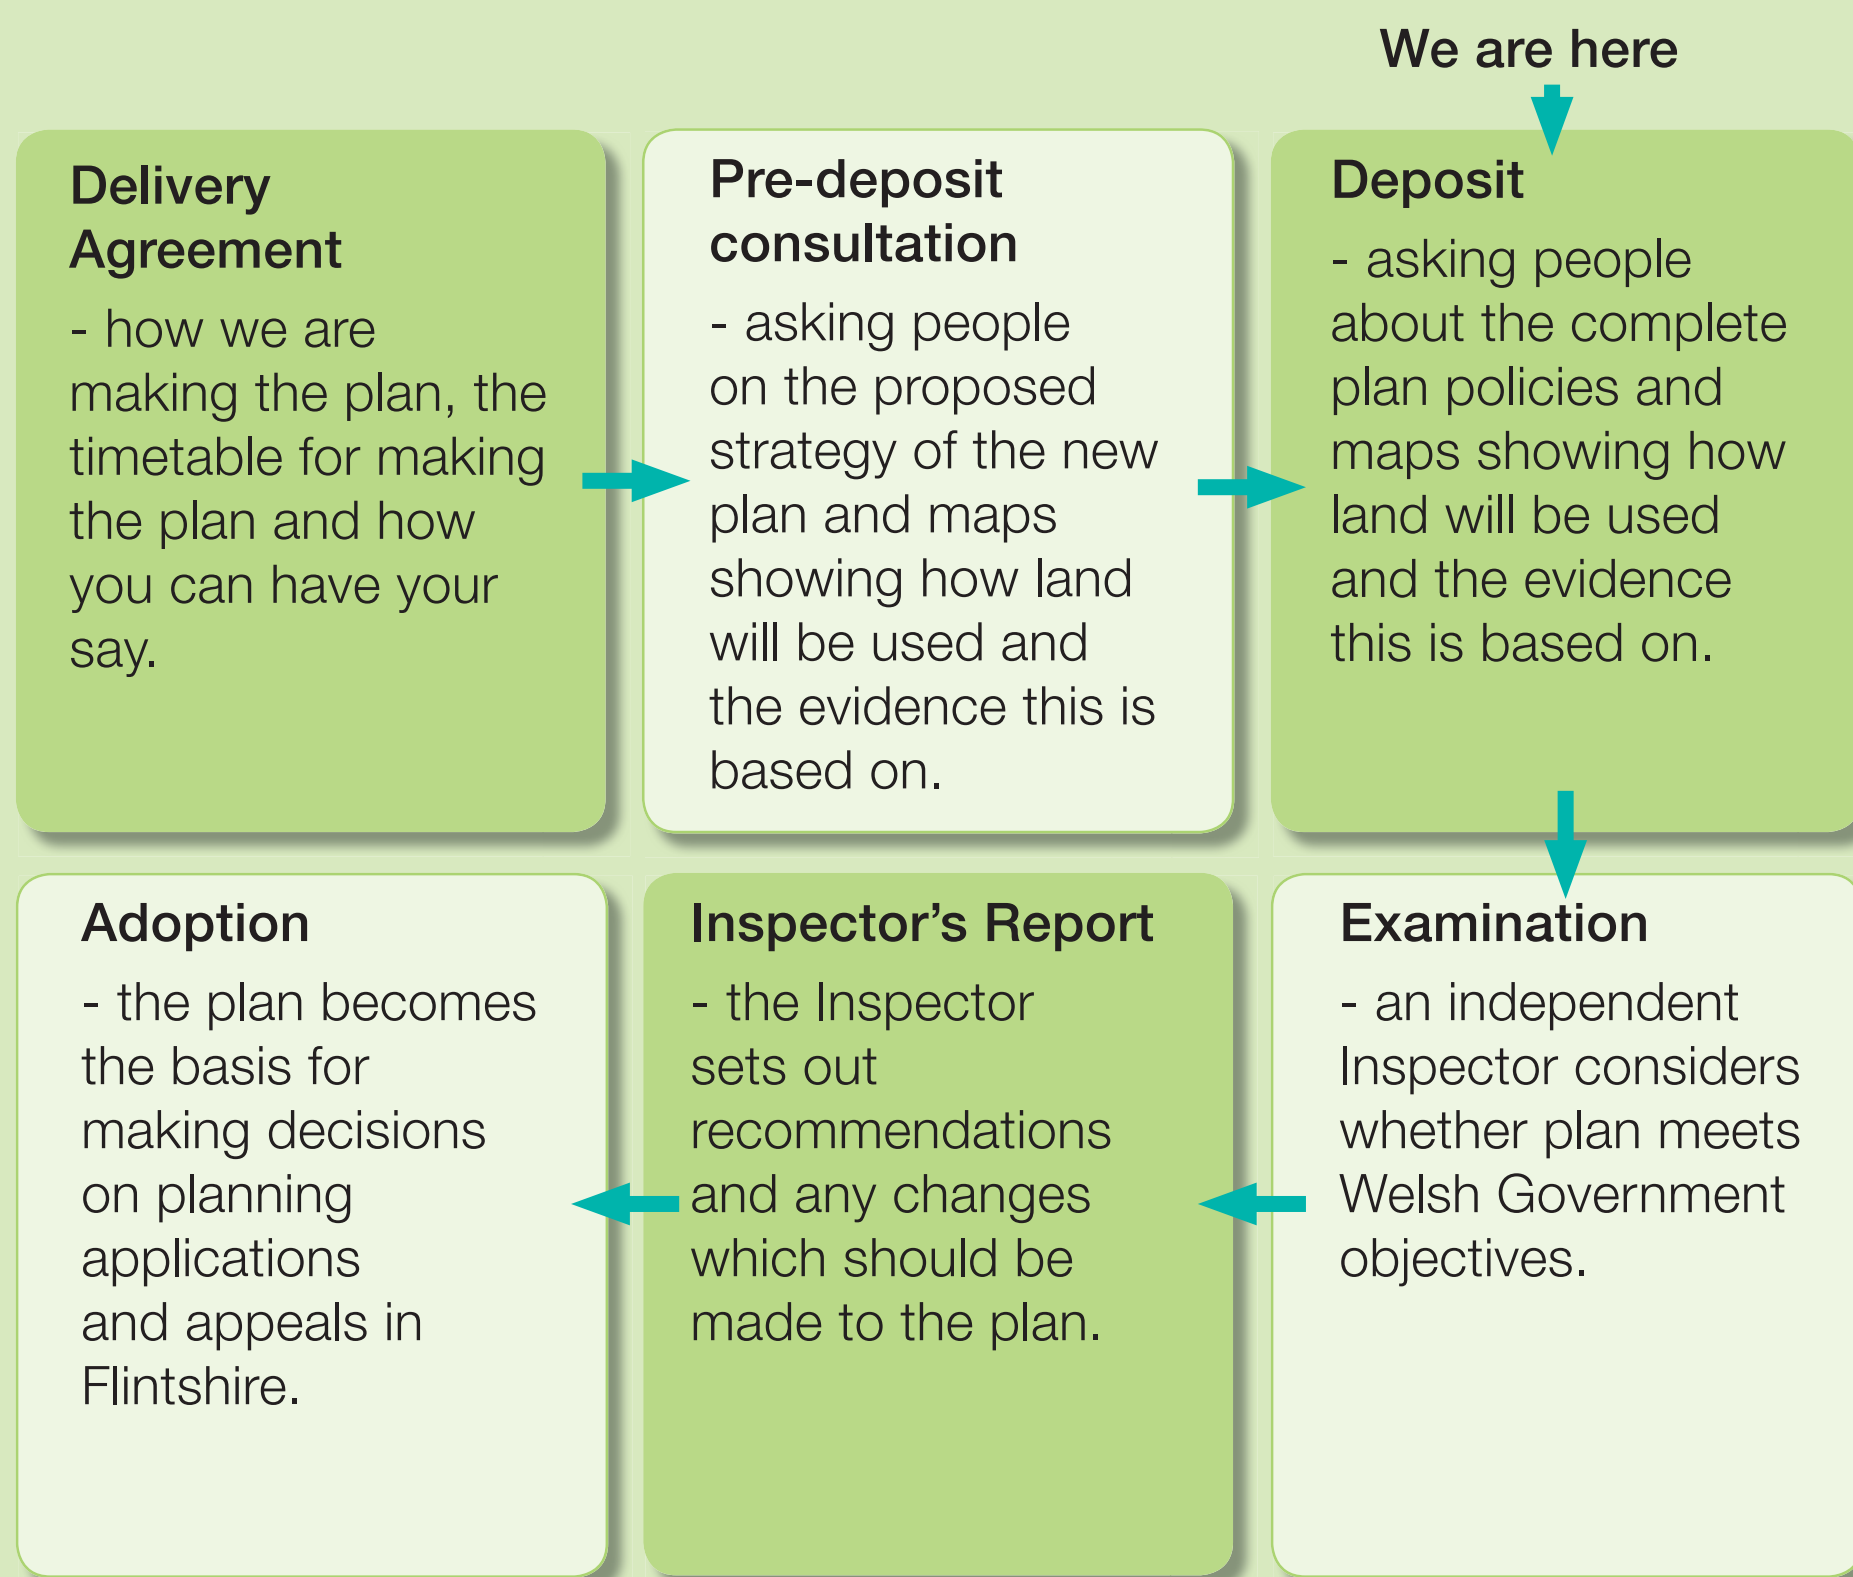 We are here
Delivery
Agreement
- how we are
making the plan, the
timetable for making
the plan and how
you can have your
say.
Pre-deposit
consultation
- asking people
on the proposed
strategy of the new
plan and maps
showing how land
will be used and
the evidence this is
based on.
Deposit
- asking people
about the complete
plan policies and
maps showing how
land will be used
and the evidence
this is based on.
Examination
- an independent
Inspector considers
whether plan meets
Welsh Government
objectives.
Inspector’s Report
- the Inspector
sets out
recommendations
and any changes
which should be
made to the plan.
Adoption
- the plan becomes
the basis for
making decisions
on planning
applications
and appeals in
Flintshire.